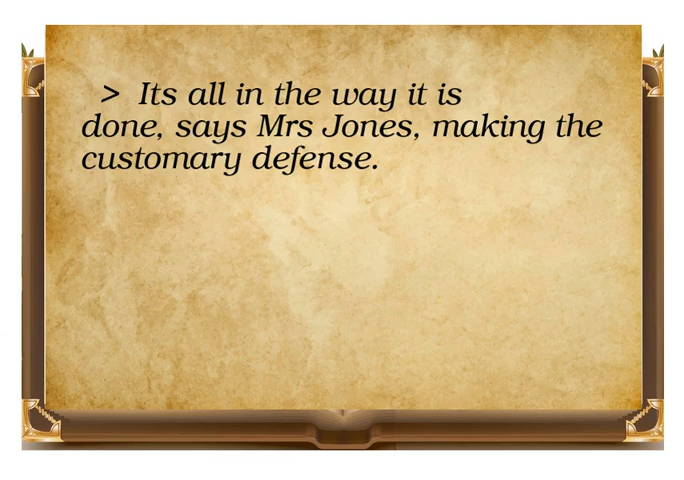 > Its all in the way it is
done, says Mrs Jones, making the
customary defense.